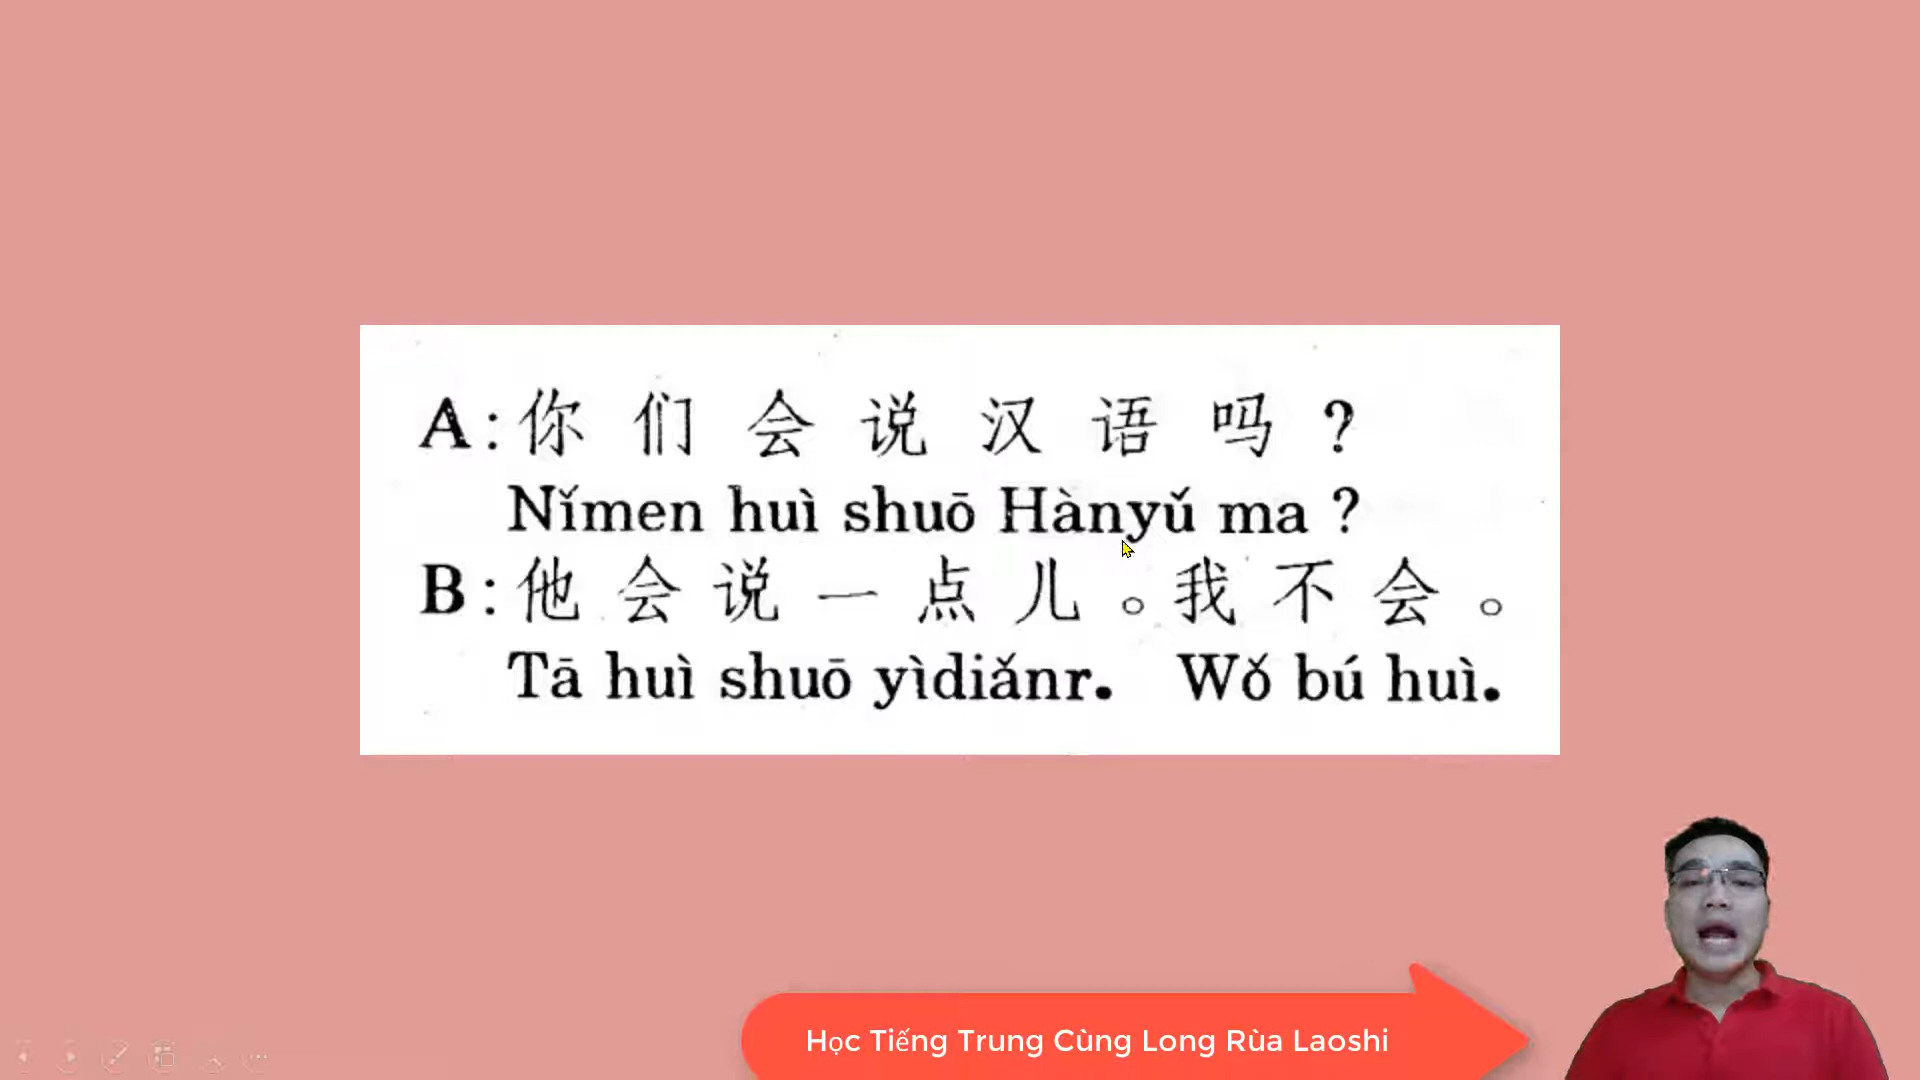 A:你们会说汉语吗?
Nǐmen huì shuō Hànyǔ ma?
B:他会说一点儿。我不会。
Tā huì shuō yìdiǎnr. Wǒ bú huì.
Học Tiếng Trung Cùng Long Rùa Laoshi